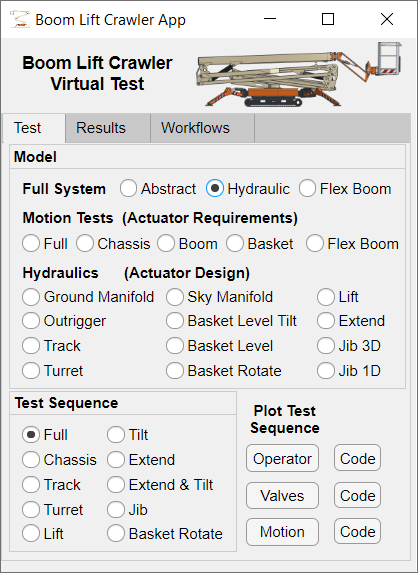 Boom Lift Crawler App
Boom Lift Crawler
Virtual Test
Test Results Workflows
Model
Full System Abstract Hydraulic Flex Boom
Motion Tests (Actuator Requirements)
Full Chassis Boom Basket Flex Boom
Hydraulics (Actuator Design)
Ground Manifold Sky Manifold Lift
Outrigger Basket Level Tilt Extend
Track Basket Level Jib 3D
Turret Basket Rotate Jib 1D
Test Sequence
Full Tilt
Chassis Extend
Track Extend & Tilt
Turret Jib
Lift Basket Rotate
Plot Test
Sequence
Operator Code
Valves Code
Motion Code